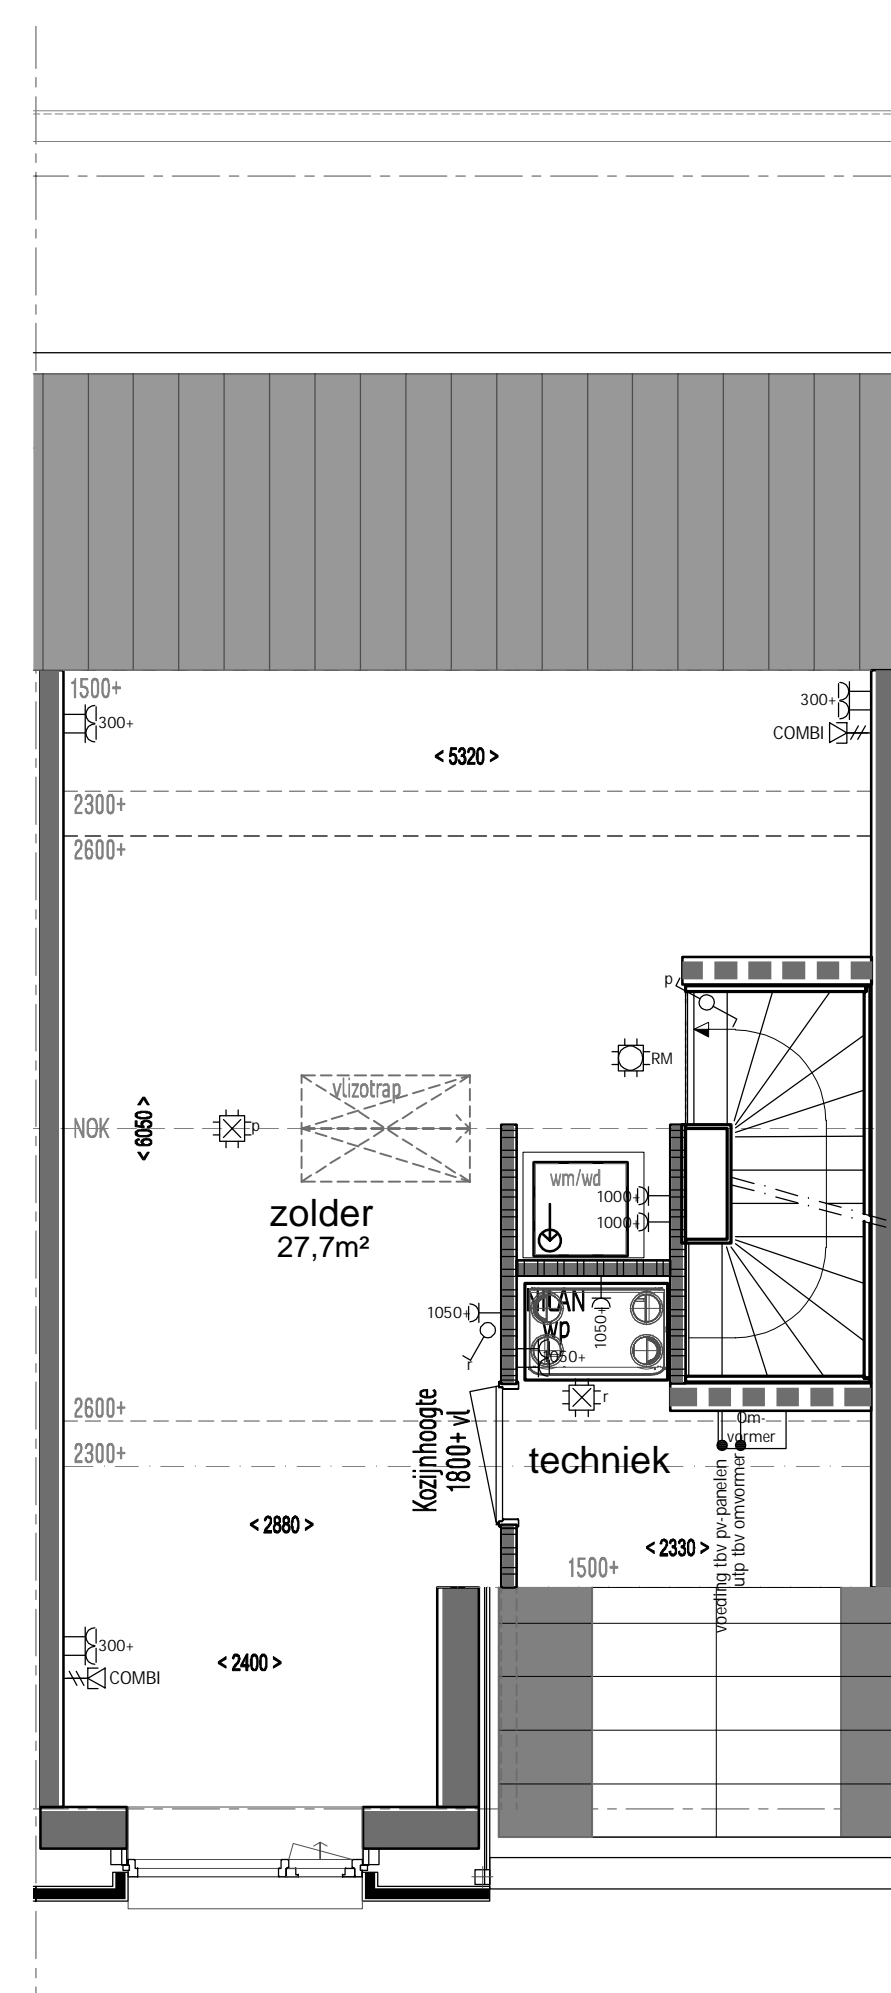 1500+
300+
300+
COMBI
< 5320 >
2300+
2600+
p
RM
vlizotrap
NOK
< 6050 >
p
wm/wd
1000+
1000+
zolder
27,7m²
1050+
r
MILAN
wp
1050+
1050+
r
2600+
Kozijnhoogte
1800+ vl
Om-
vormer
techniek
2300+
voeding tbv pv-panelen
utp tbv omvormer
< 2880 >
< 2330 >
1500+
300+
COMBI
< 2400 >